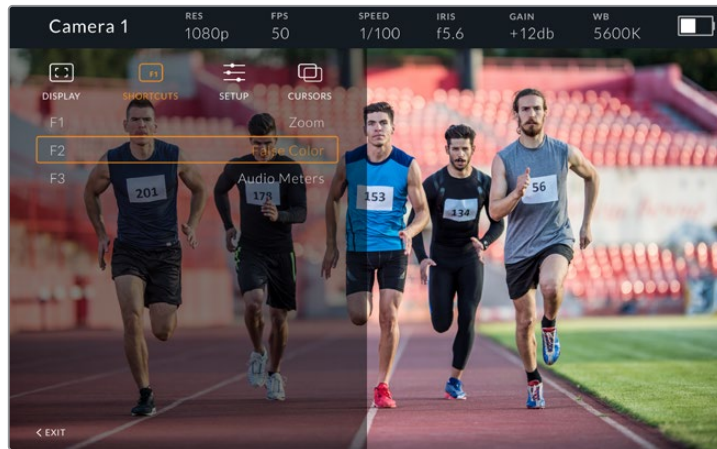 Camera 1
RES FPS SPEED IRIS GAIN WB
1080p 50 1/100 f5.6 +12db 5600K
F1
DISPLAY SHORTCUTS SETUP CURSORS
F1 Zoom
F2 False Color
F3 Audio Meters
201 178 153 134 56
EXIT